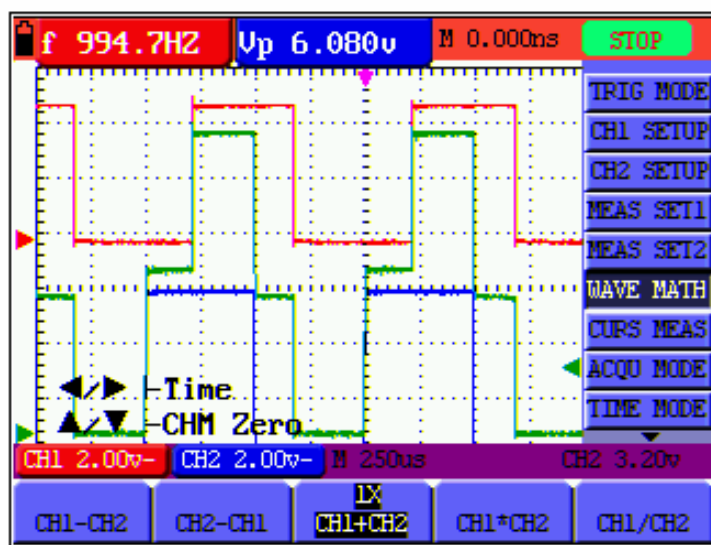 f 994.7HZ
Vp 6.080v
M 0.000ns
STOP
TRIG MODE
CH1 SETUP
CH2 SETUP
MEAS SET1
MEAS SET2
WAVE MATH
CURS MEAS
ACQU MODE
TIME MODE
◀/▶ -Time
▲/▼ -CHM Zero
CH1 2.00v-
CH2 2.00v-
M 250us
CH2 3.20v
CH1-CH2
CH2-CH1
1X
CH1+CH2
CH1*CH2
CH1/CH2